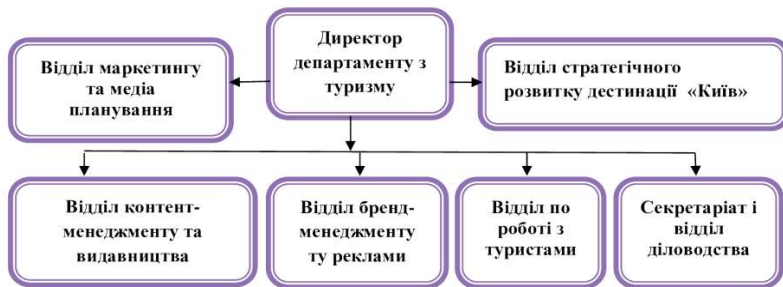 Директор
департаменту з
туризму
Відділ маркетингу
та медіа
планування
Відділ стратегічного
розвитку дестинації «Київ»
Відділ контент-
менеджменту та
видавництва
Відділ бренд-
менеджменту
ту реклами
Відділ по
роботі з
туристами
Секретаріат і
відділ
діловодства